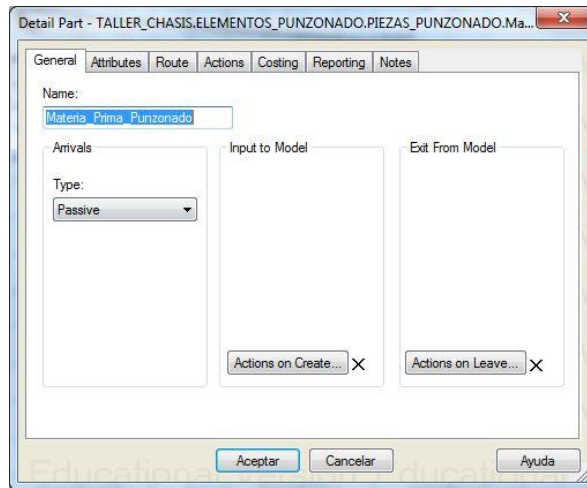 Detail Part - TALLER_CHASIS.ELEMENTOS_PUNZONADO.PIEZAS_PUNZONADO.Ma...
General Attributes Route Actions Costing Reporting Notes
Name:
Materia_Prima_Punzonado
Arrivals Input to Model Exit From Model
Type:
Passive
Actions on Create... X Actions on Leave... X
Aceptar Cancelar Ayuda
Educational Version Educational